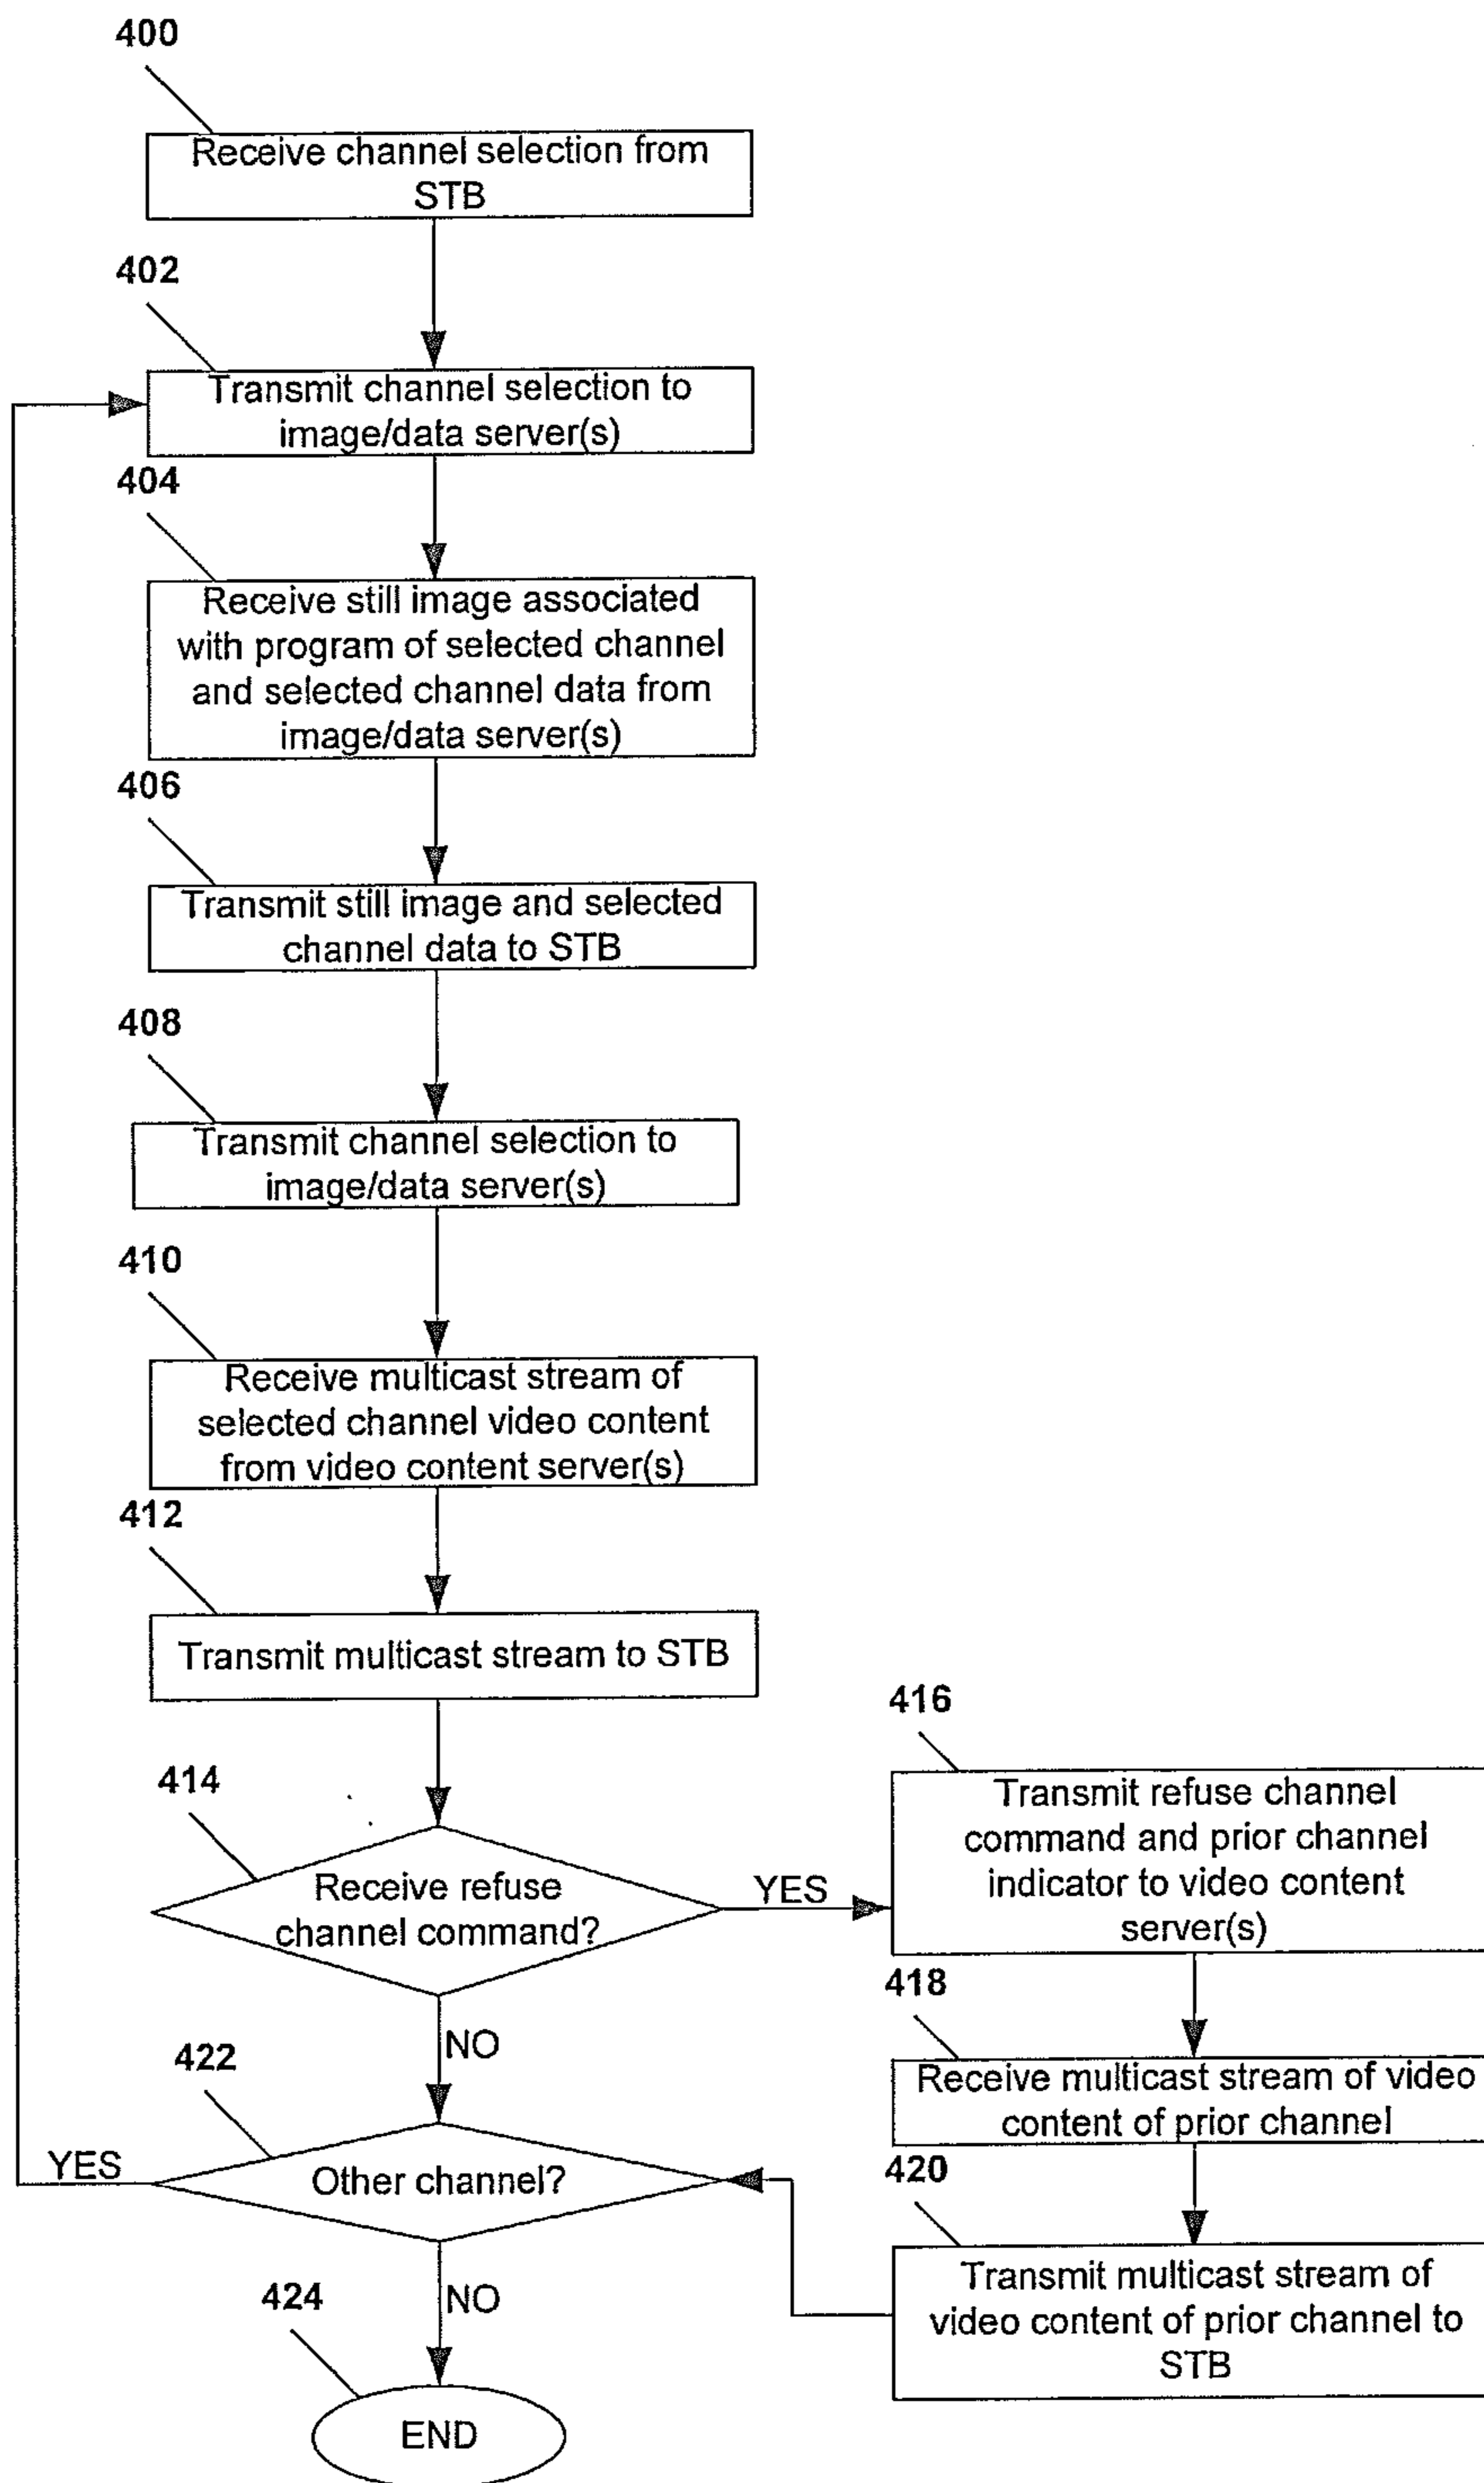 400
Receive channel selection from
STB
402
Transmit channel selection to
image/data server(s)
404
Receive still image associated
with program of selected channel
and selected channel data from
image/data server(s)
406
Transmit still image and selected
channel data to STB
408
Transmit channel selection to
image/data server(s)
410
Receive multicast stream of
selected channel video content
from video content server(s)
412
Transmit multicast stream to STB
414
Receive refuse
channel command?
YES
416
Transmit refuse channel
command and prior channel
indicator to video content
server(s)
418
Receive multicast stream of video
content of prior channel
420
Transmit multicast stream of
video content of prior channel to
STB
NO
422
Other channel?
YES
NO
424
END